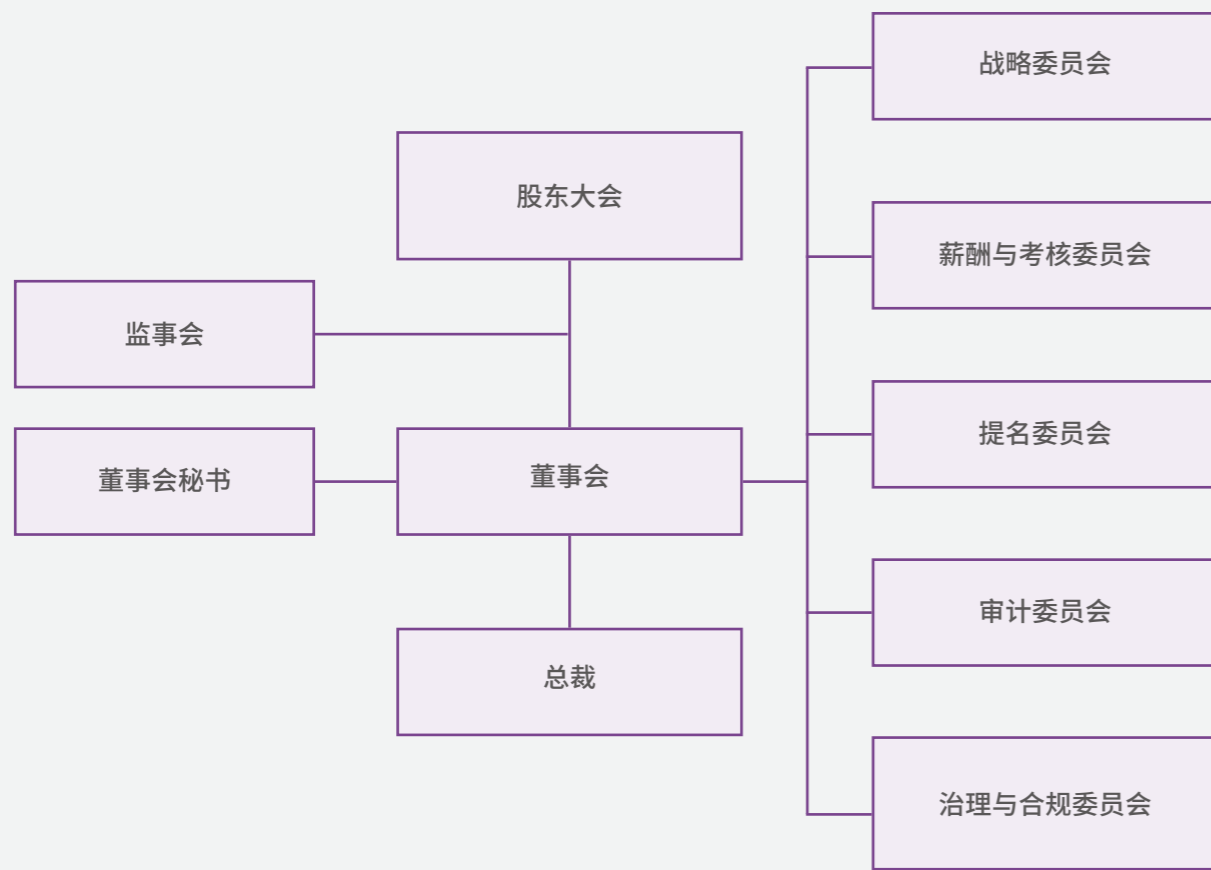 战略委员会
股东大会
薪酬与考核委员会
监事会
提名委员会
董事会秘书
董事会
审计委员会
总裁
治理与合规委员会